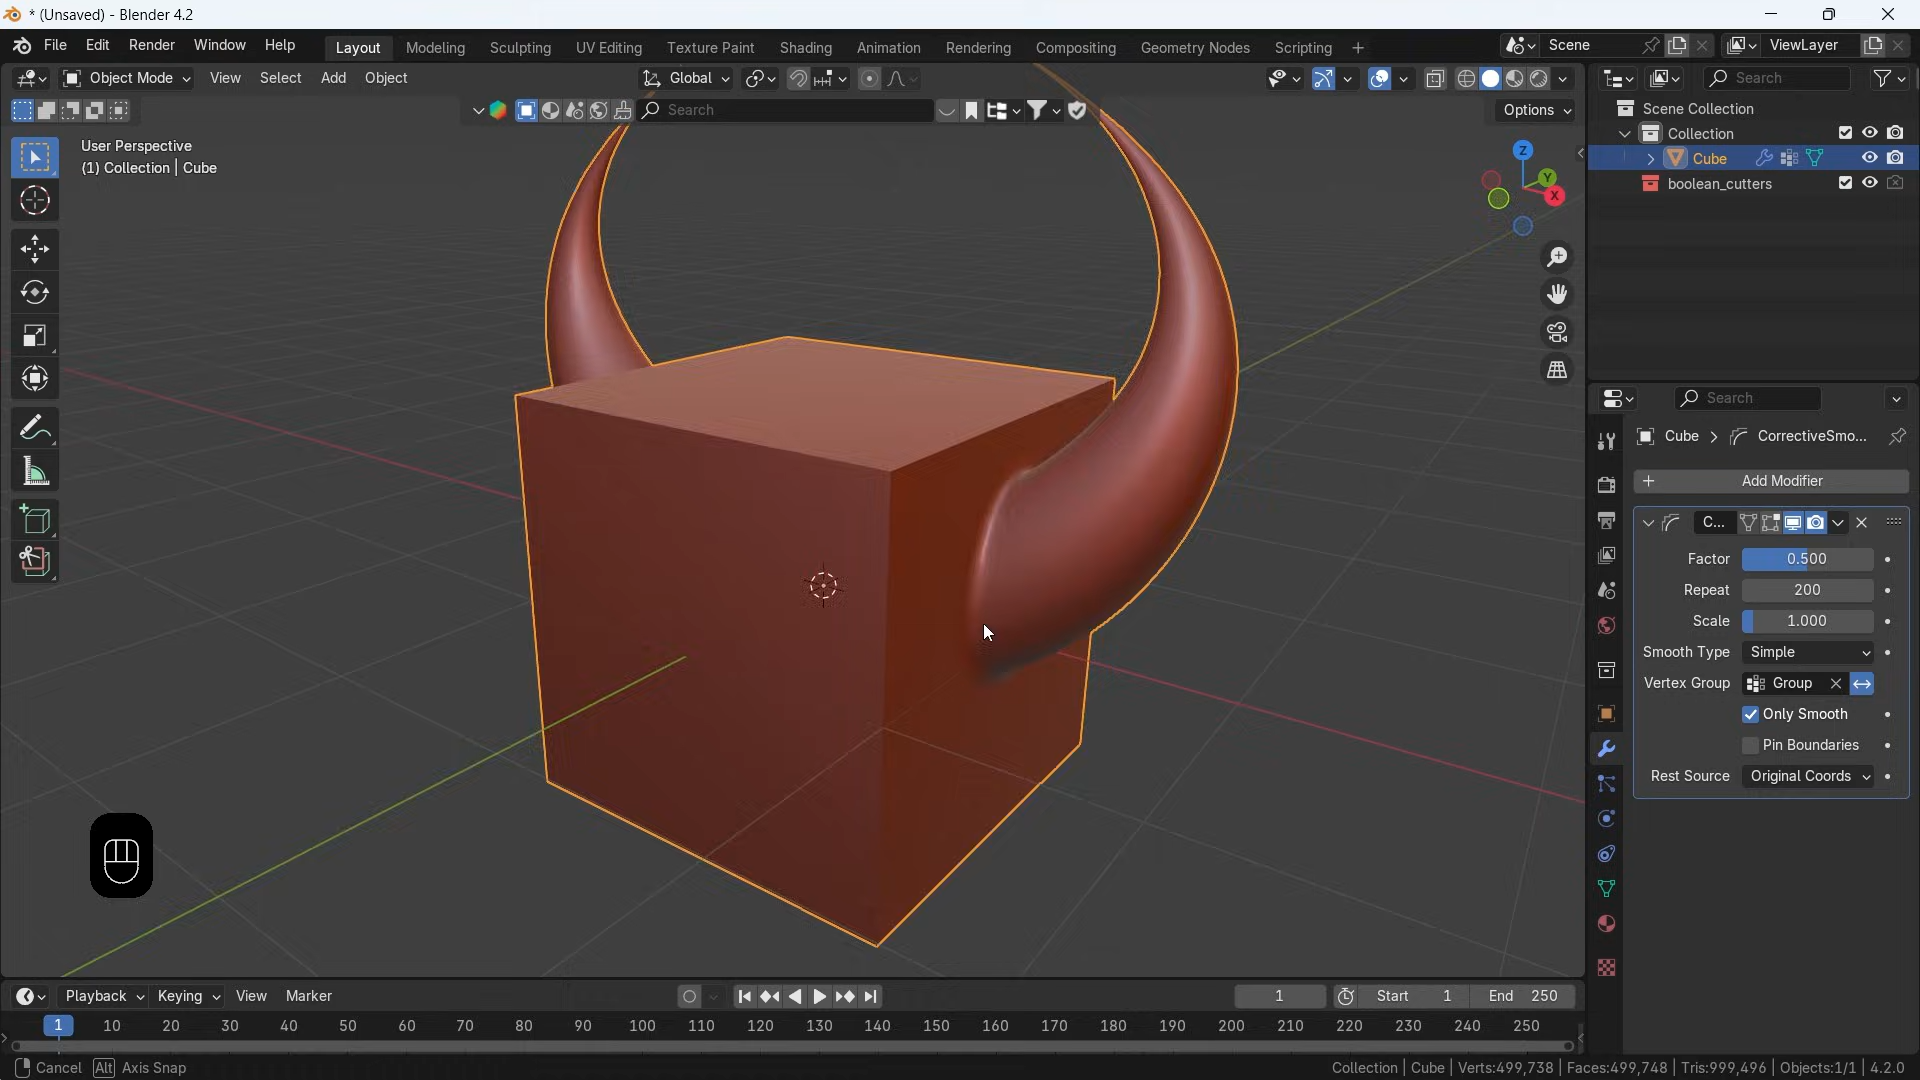 * (Unsaved) - Blender 4.2
File Edit Render Window Help
Layout Modeling Sculpting UV Editing Texture Paint Shading Animation Rendering Compositing Geometry Nodes Scripting +
Scene
ViewLayer
Object Mode View Select Add Object
Global
Search
Search
Options
User Perspective
(1) Collection | Cube
Z
Y
X
Scene Collection
Collection
Cube
boolean_cutters
Search
Cube > CorrectiveSmo...
+ Add Modifier
C...
Factor 0.500
Repeat 200
Scale 1.000
Smooth Type Simple
Vertex Group Group
Only Smooth
Pin Boundaries
Rest Source Original Coords
Playback Keying View Marker
1
Start 1
End 250
1 10 20 30 40 50 60 70 80 90 100 110 120 130 140 150 160 170 180 190 200 210 220 230 240 250
Cancel Alt Axis Snap
Collection | Cube | Verts:499,738 | Faces:499,748 | Tris:999,496 | Objects:1/1 | 4.2.0